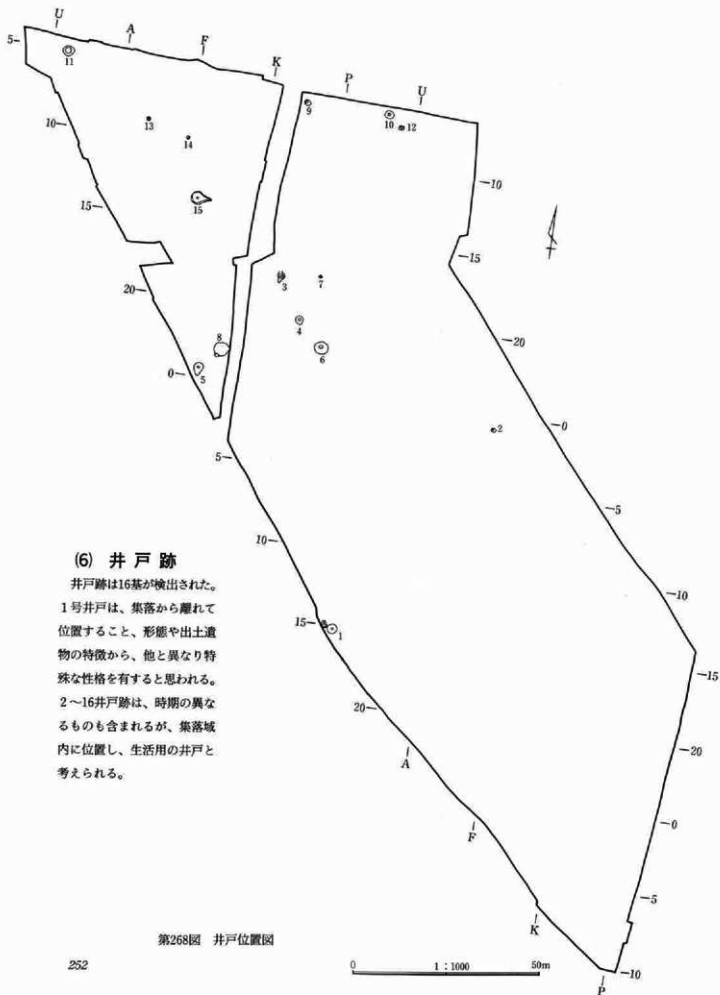 U A F K P U
5
11
13
14
15
9
10
12
10
15
20
0
3
7
4
8
5
6
2
10
15
20
0
5
10
15
20
0
5
10
5
10
15
1
20
A
F
K
P
(6) 井戸跡
井戸跡は16基が検出された。
1号井戸は、集落から離れて
位置すること、形態や出土遺
物の特徴から、他と異なり特
殊な性格を有すると思われる。
2〜16井戸跡は、時期の異な
るものも含まれるが、集落域
内に位置し、生活用の井戸と
考えられる。
第268図 井戸位置図
252
0 1:1000 50m